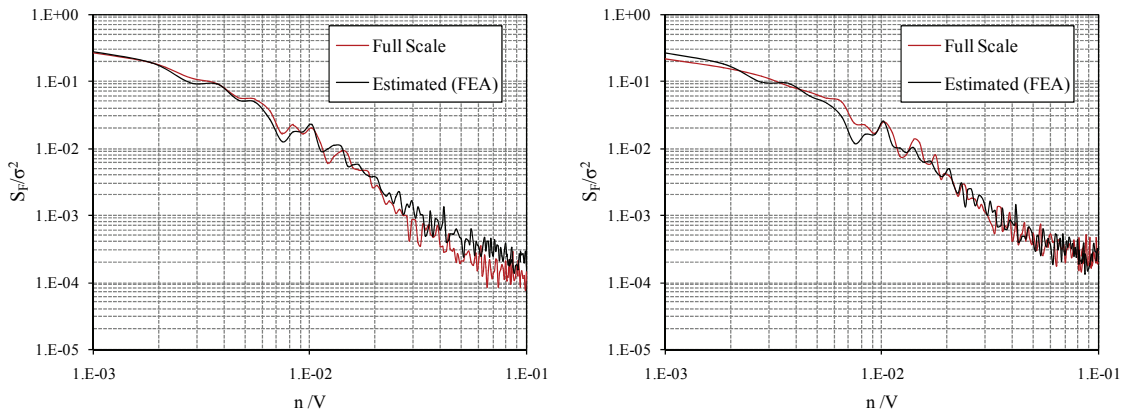 1.E+00
1.E-01
1.E-02
1.E-03
1.E-04
1.E-05
S_F/σ²
Full Scale
Estimated (FEA)
1.E-03
1.E-02
1.E-01
n /V
1.E+00
1.E-01
1.E-02
1.E-03
1.E-04
1.E-05
S_F/σ²
Full Scale
Estimated (FEA)
1.E-03
1.E-02
1.E-01
n /V